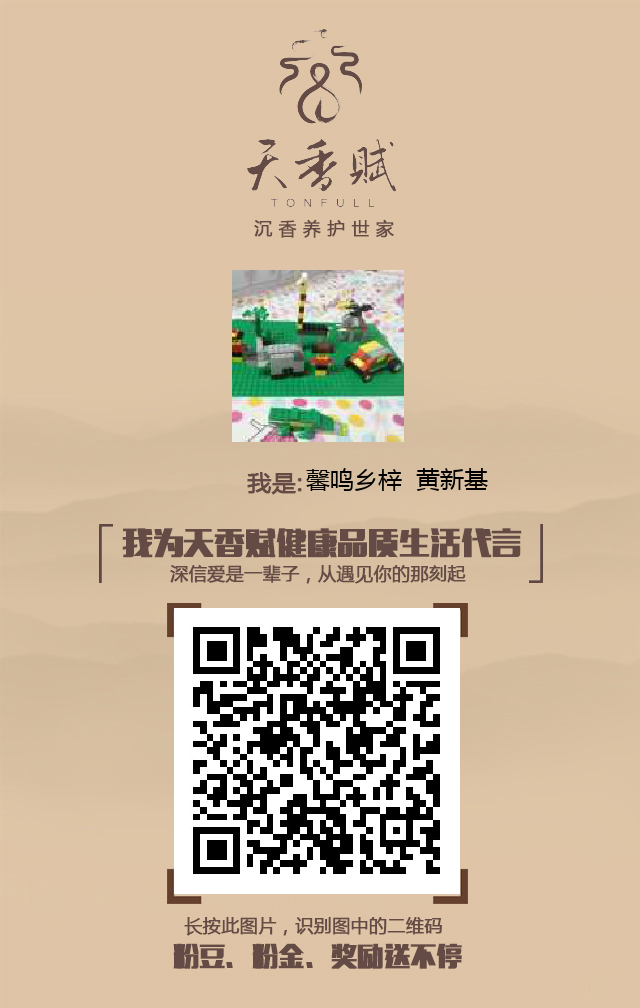 天香赋
TONFULL
沉香养护世家
我是:馨鸣乡梓 黄新基
我为天香赋健康品质生活代言
深信爱是一辈子，从遇见你的那刻起
长按此图片，识别图中的二维码
粉豆、粉金、奖励送不停